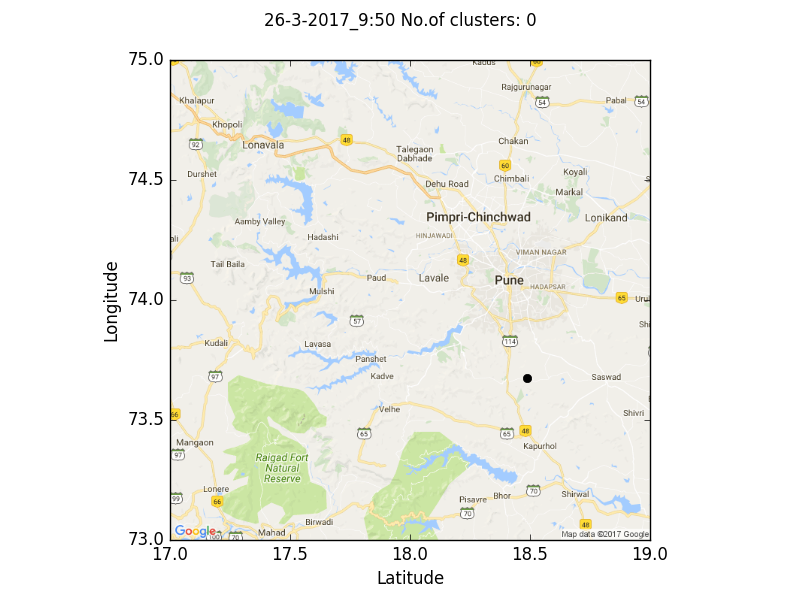 26-3-2017_9:50 No.of clusters: 0
75.0
74.5
74.0
73.5
73.0
17.0
17.5
18.0
18.5
19.0
Longitude
Latitude
Kadus
60
Rajgurunagar
54
Pabal
54
Khalapur
Khopoli
92
Lonavala
48
Talegaon
Dabhade
Chakan
60
Durshet
Dehu Road
Chimbali
Koyali
Markal
Pimpri-Chinchwad
Lonikand
Aamby Valley
Hadashi
HINJAWADI
48
VIMAN NAGAR
Tail Baila
93
Mulshi
Paud
Lavale
Pune
HADAPSAR
65
57
Kudali
Lavasa
Panshet
Kadve
114
97
Saswad
66
Velhe
Shivri
65
65
48
Kapurhol
Mangaon
97
Raigad Fort
Natural
Reserve
99
Lonere
66
Pisavre
Bhor
70
Shirwal
70
Birwadi
Mahad
70
48
Google
Map data ©2017 Google